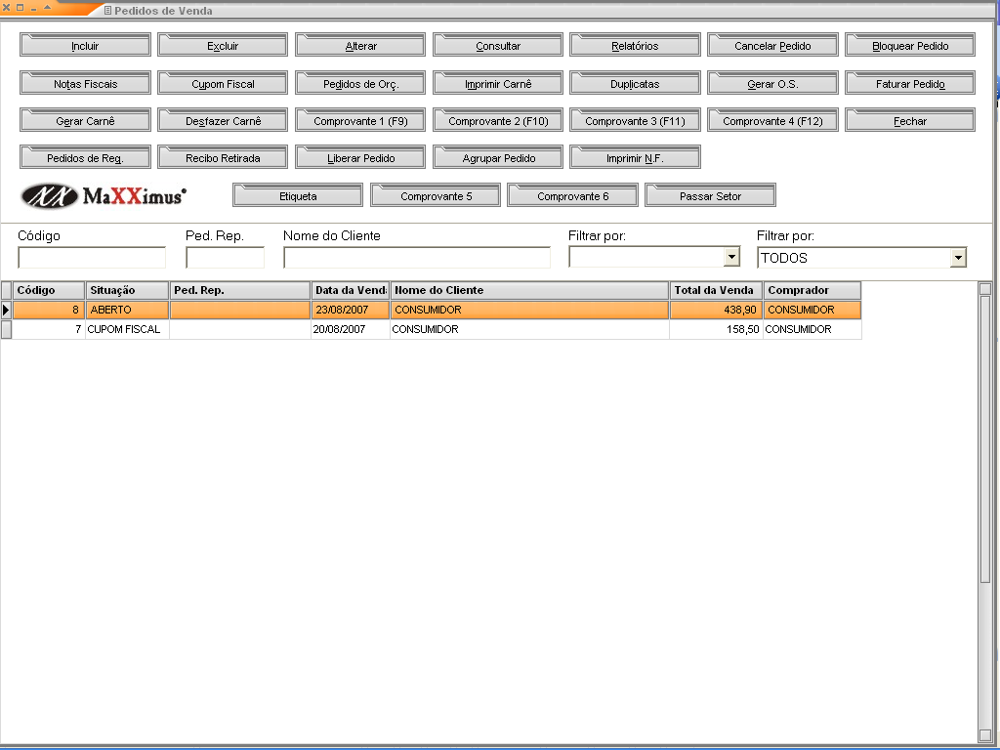 Pedidos de Venda
Incluir Excluir Alterar Consultar Relatórios Cancelar Pedido Bloquear Pedido
Notas Fiscais Cupom Fiscal Pedidos de Orç. Imprimir Carnê Duplicatas Gerar O.S. Faturar Pedido
Gerar Carnê Desfazer Carnê Comprovante 1 (F9) Comprovante 2 (F10) Comprovante 3 (F11) Comprovante 4 (F12) Fechar
Pedidos de Req. Recibo Retirada Liberar Pedido Agrupar Pedido Imprimir N.F.
XX MaXXimus Etiqueta Comprovante 5 Comprovante 6 Passar Setor
Código Ped. Rep. Nome do Cliente Filtrar por: Filtrar por:
TODOS
Código Situação Ped. Rep. Data da Venda Nome do Cliente Total da Venda Comprador
8 ABERTO 23/08/2007 CONSUMIDOR 438,90 CONSUMIDOR
7 CUPOM FISCAL 20/08/2007 CONSUMIDOR 158,50 CONSUMIDOR